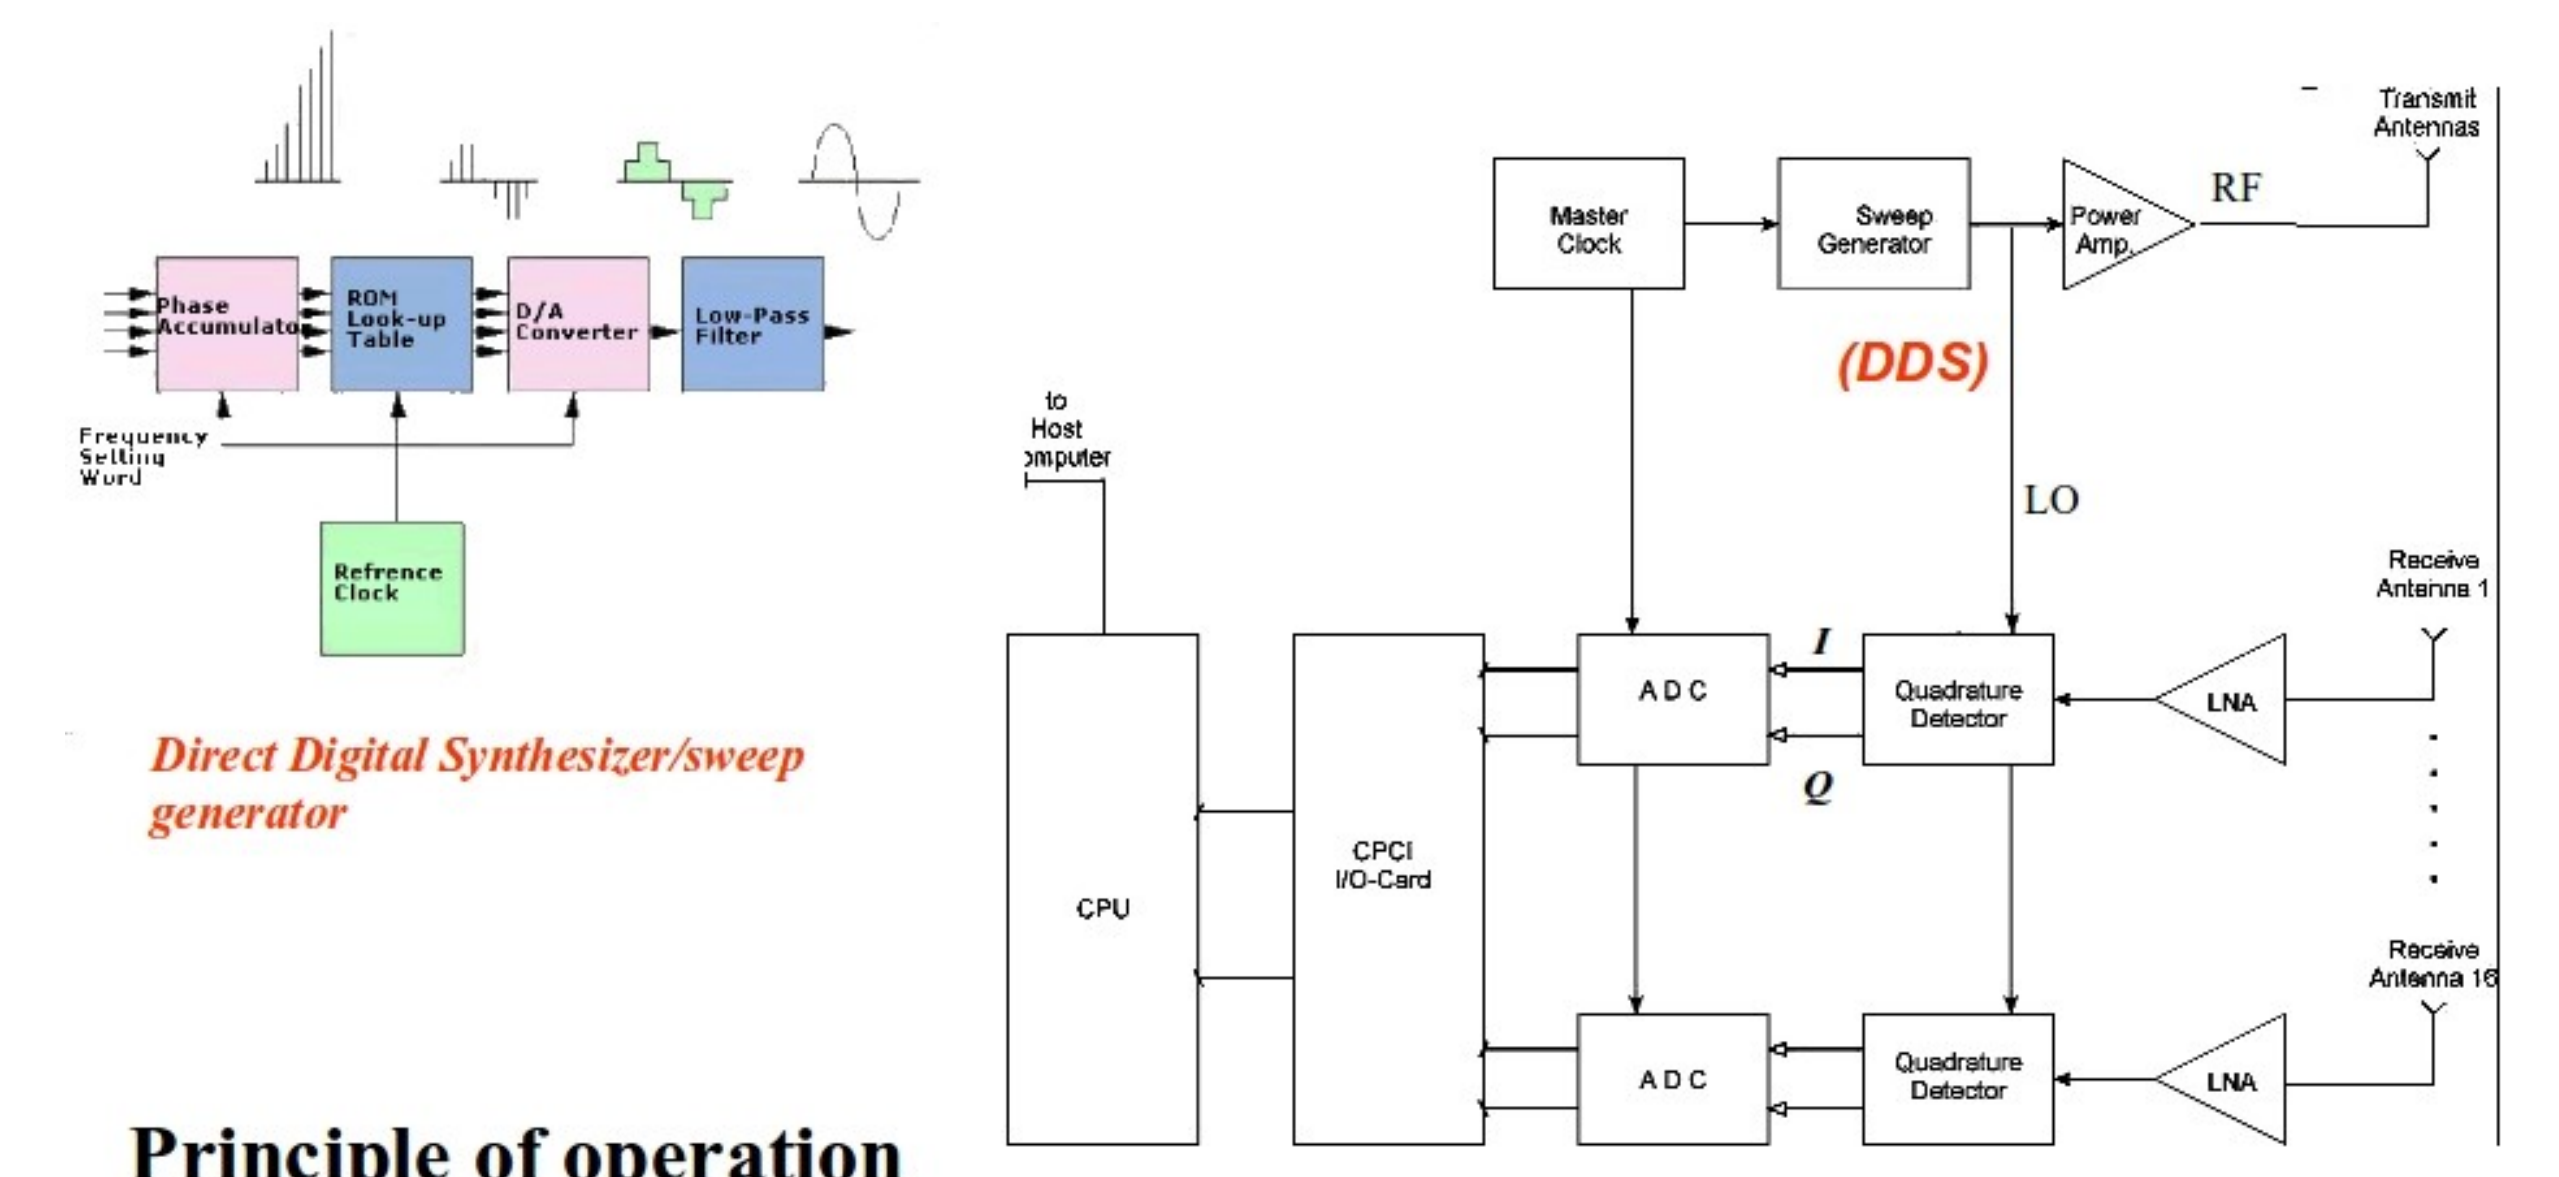 Phase
Accumulator
ROM
Look-up
Table
D/A
Converter
Low-Pass
Filter
Frequency
Setting
Word
Refrence
Clock
Direct Digital Synthesizer/sweep
generator
Principle of operation
Transmit
Antennas
Master
Clock
Sweep
Generator
Power
Amp.
RF
(DDS)
LO
to
Host
omputer
Receive
Antenna 1
I
Q
ADC
Quadrature
Detector
LNA
CPCI
I/O-Card
CPU
Receive
Antenna 16
ADC
Quadrature
Detector
LNA